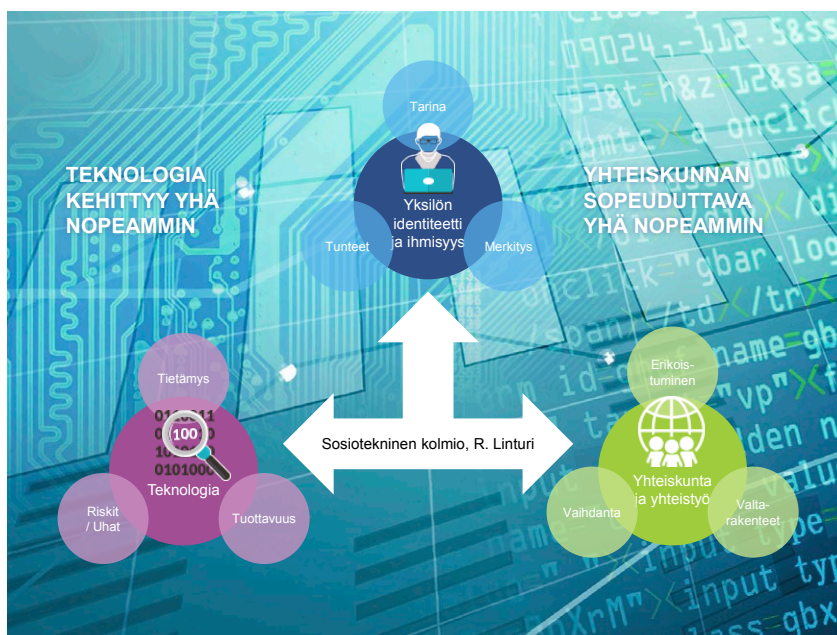 Tarina
TEKNOLOGIA
KEHITTYY YHÄ
NOPEAMMIN
YHTEISKUNNAN
SOPEUDUTTAVA
YHÄ NOPEAMMIN
Yksilön
identiteetti
ja ihmisyys
Tunteet
Merkitys
Tietämys
Erikois-
tuminen
100
0101000
Teknologia
Sosiotekninen kolmio, R. Linturi
Yhteiskunta
ja yhteistyö
Riskit
/ Uhat
Tuottavuus
Vaihdanta
Valta-
rakenteet